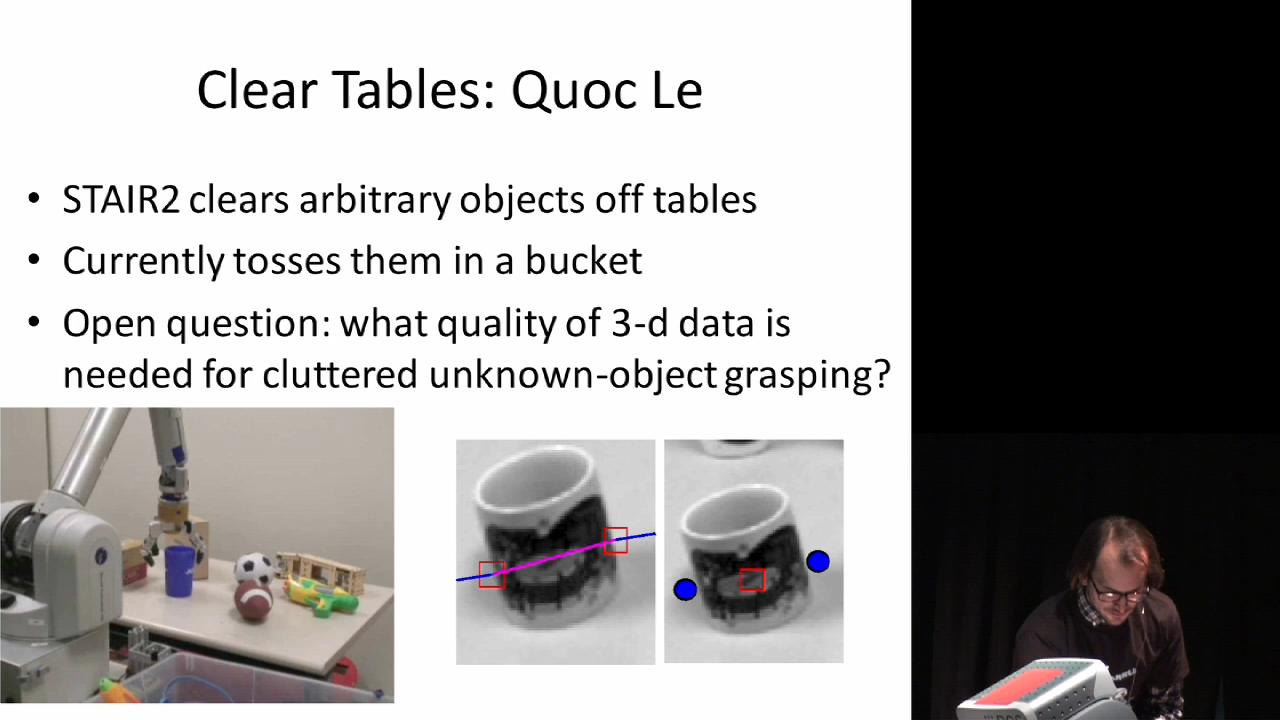 Clear Tables: Quoc Le
• STAIR2 clears arbitrary objects off tables
• Currently tosses them in a bucket
• Open question: what quality of 3-d data is
needed for cluttered unknown-object grasping?